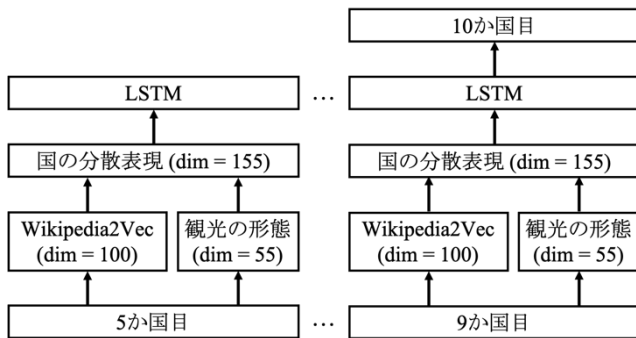 10か国目
LSTM
…
LSTM
国の分散表現 (dim = 155)
国の分散表現 (dim = 155)
Wikipedia2Vec
(dim = 100)
観光の形態
(dim = 55)
Wikipedia2Vec
(dim = 100)
観光の形態
(dim = 55)
5か国目
…
9か国目